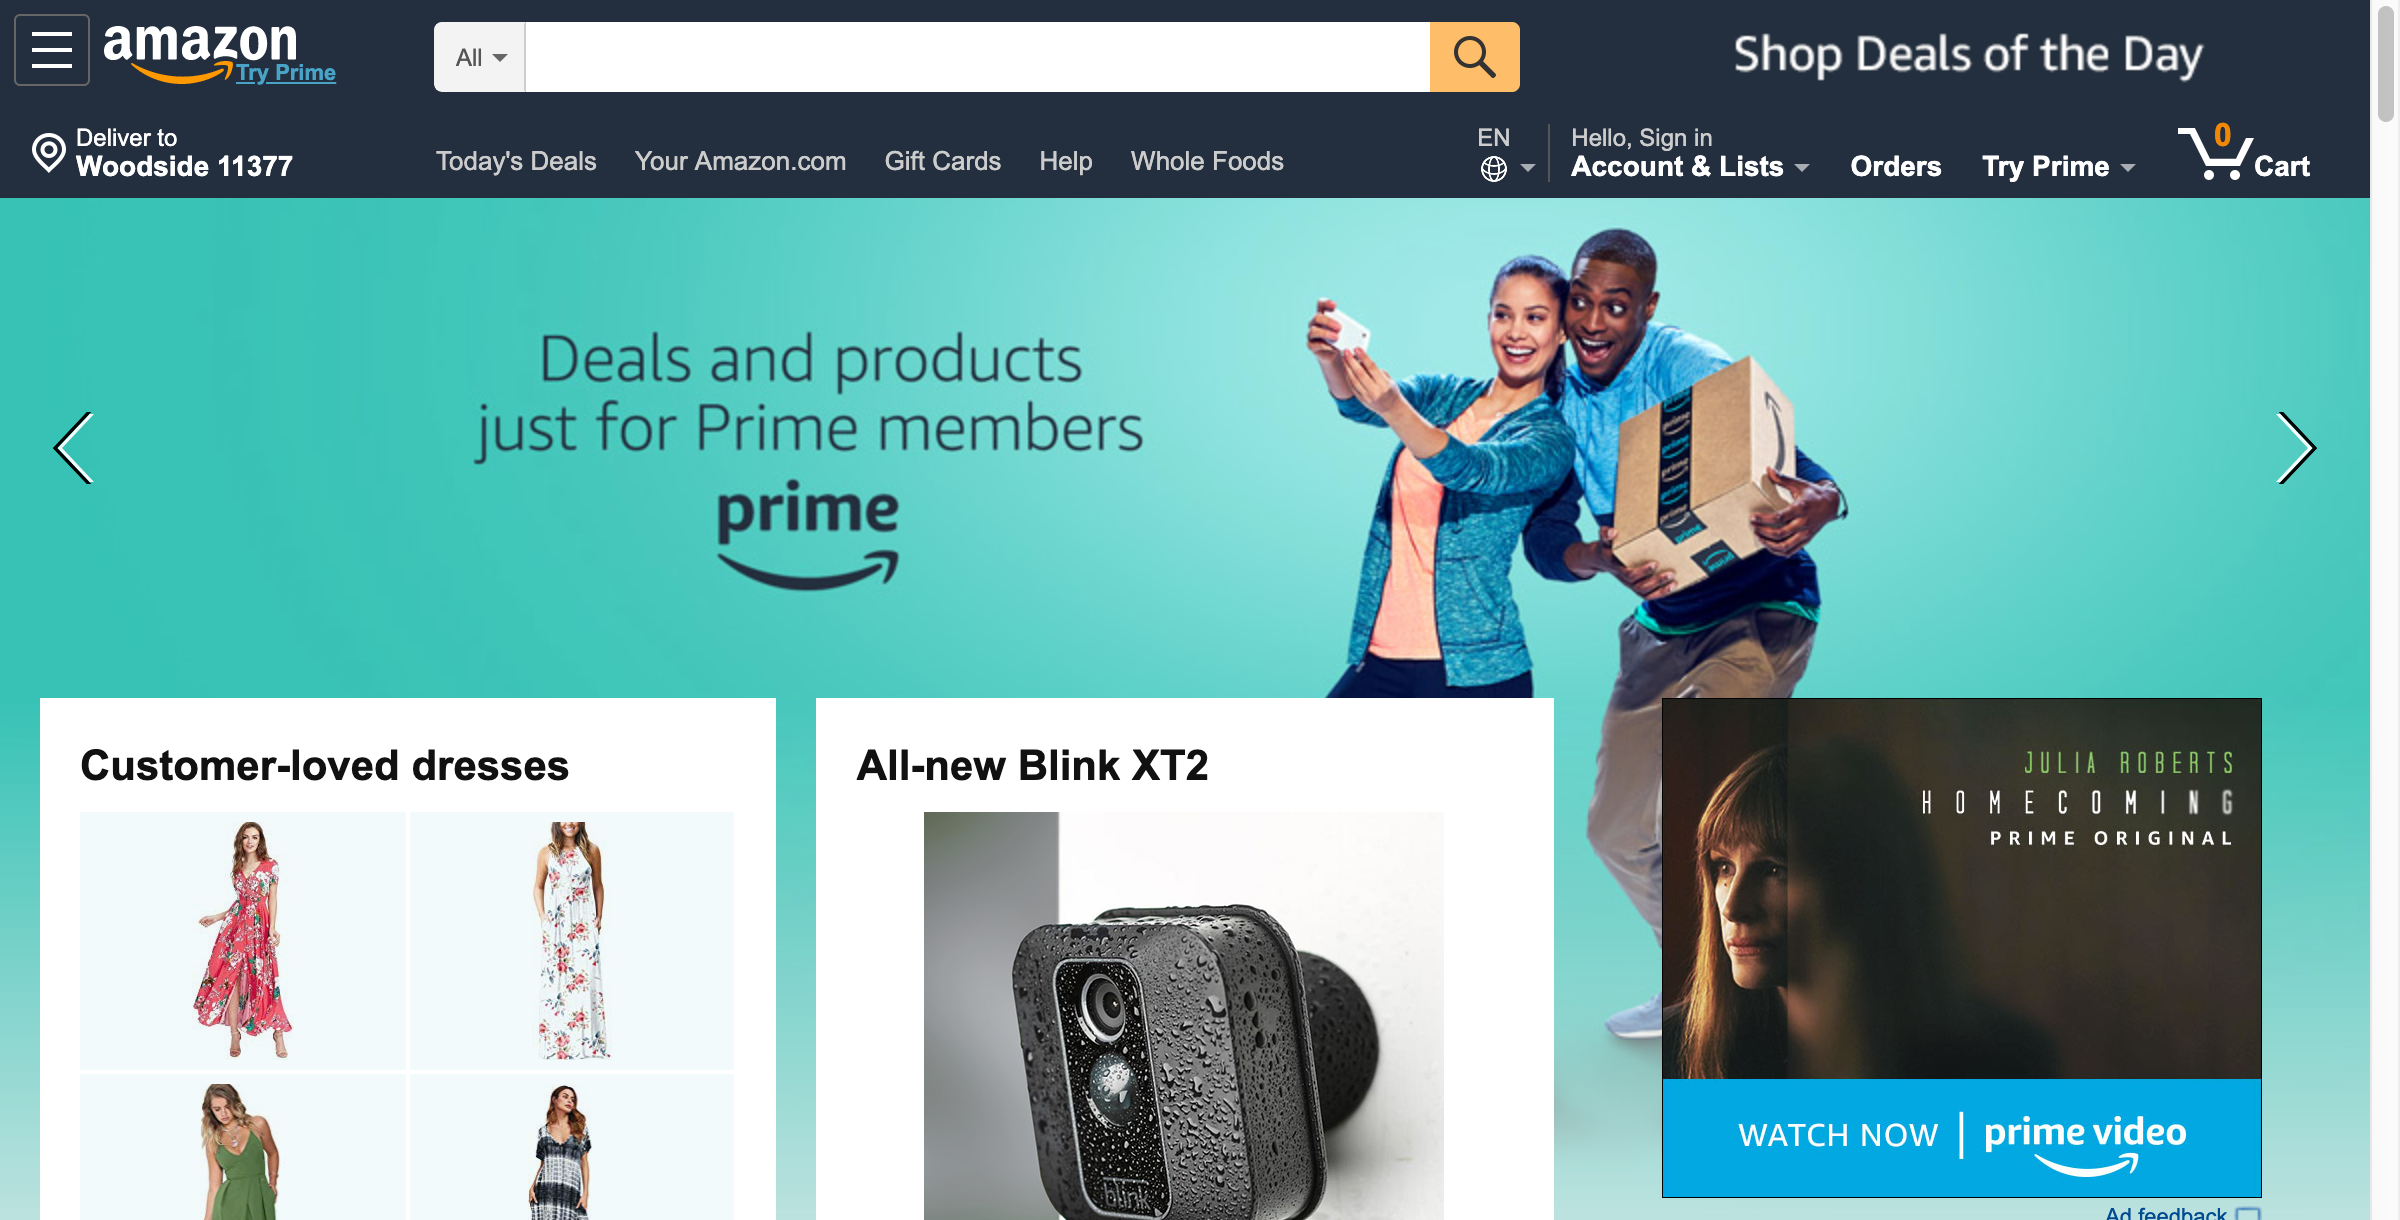 amazon
Try Prime
All
Shop Deals of the Day
Deliver to
Woodside 11377
Today's Deals
Your Amazon.com
Gift Cards
Help
Whole Foods
EN
Hello, Sign in
Account & Lists
Orders
Try Prime
0
Cart
Deals and products
just for Prime members
prime
prime
Customer-loved dresses
All-new Blink XT2
blink
JULIA ROBERTS
HOMECOMING
PRIME ORIGINAL
WATCH NOW | prime video
Ad feedback